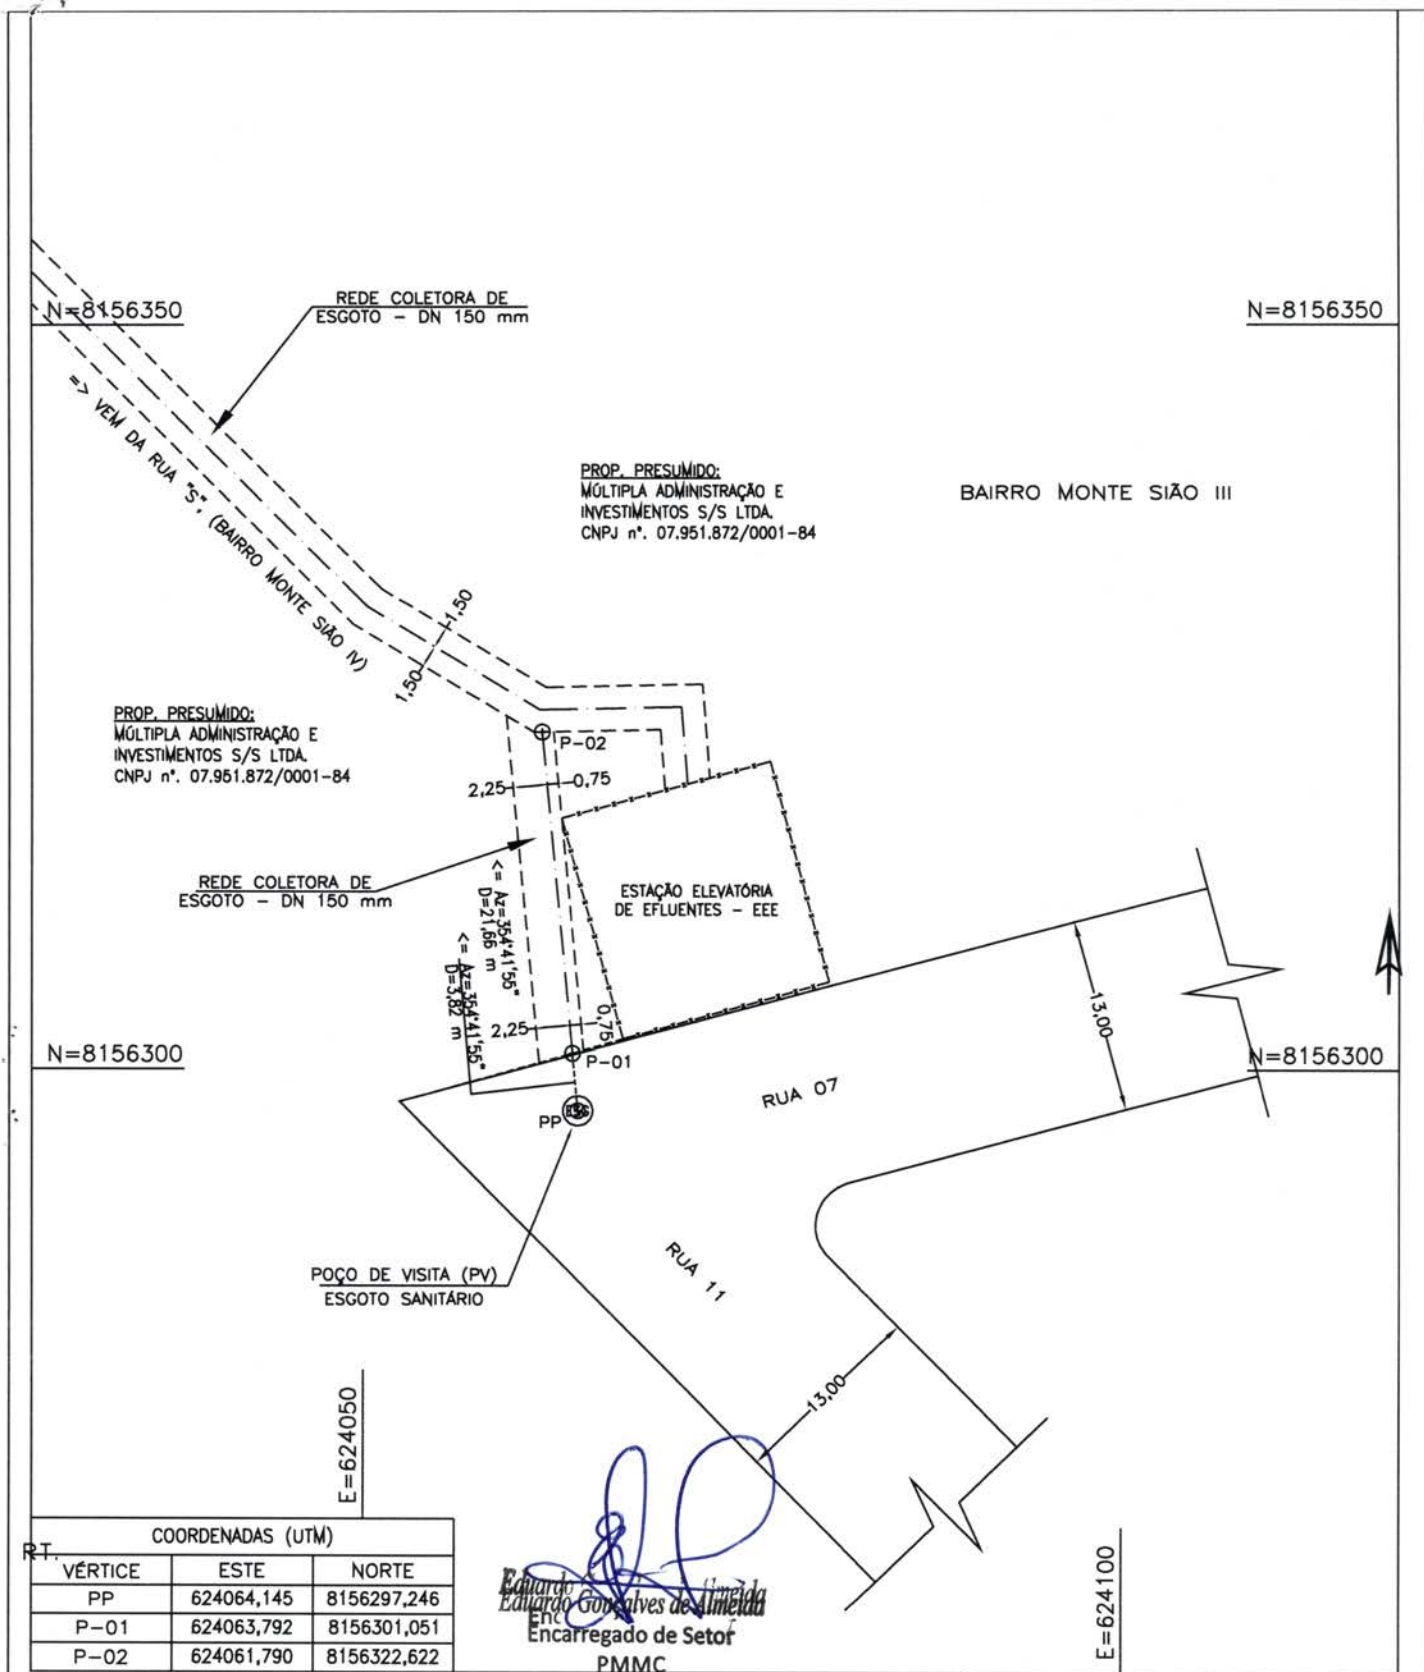 N=8156350
REDE COLETORA DE
ESGOTO - DN 150 mm
N=8156350
=> VEM DA RUA "S", (BAIRRO MONTE SIÃO IV)
PROP. PRESUMIDO:
MÚLTIPLA ADMINISTRAÇÃO E
INVESTIMENTOS S/S LTDA.
CNPJ n°. 07.951.872/0001-84
BAIRRO MONTE SIÃO III
1,50
1,50
PROP. PRESUMIDO:
MÚLTIPLA ADMINISTRAÇÃO E
INVESTIMENTOS S/S LTDA.
CNPJ n°. 07.951.872/0001-84
P-02
2,25
0,75
REDE COLETORA DE
ESGOTO - DN 150 mm
<= Az=354°41'55"
D=21,66 m
ESTAÇÃO ELEVATÓRIA
DE EFLUENTES - EEE
<= Az=354°41'55"
D=3,82 m
2,25
0,75
13,00
N=8156300
P-01
N=8156300
RUA 07
PP
ESG
RUA 11
POÇO DE VISITA (PV)
ESGOTO SANITÁRIO
13,00
E=624050
E=624100
COORDENADAS (UTM)
RT.
VÉRTICE ESTE NORTE
PP 624064,145 8156297,246
P-01 624063,792 8156301,051
P-02 624061,790 8156322,622
Eduardo Gonçalves de Almeida
Encarregado de Setor
PMMC